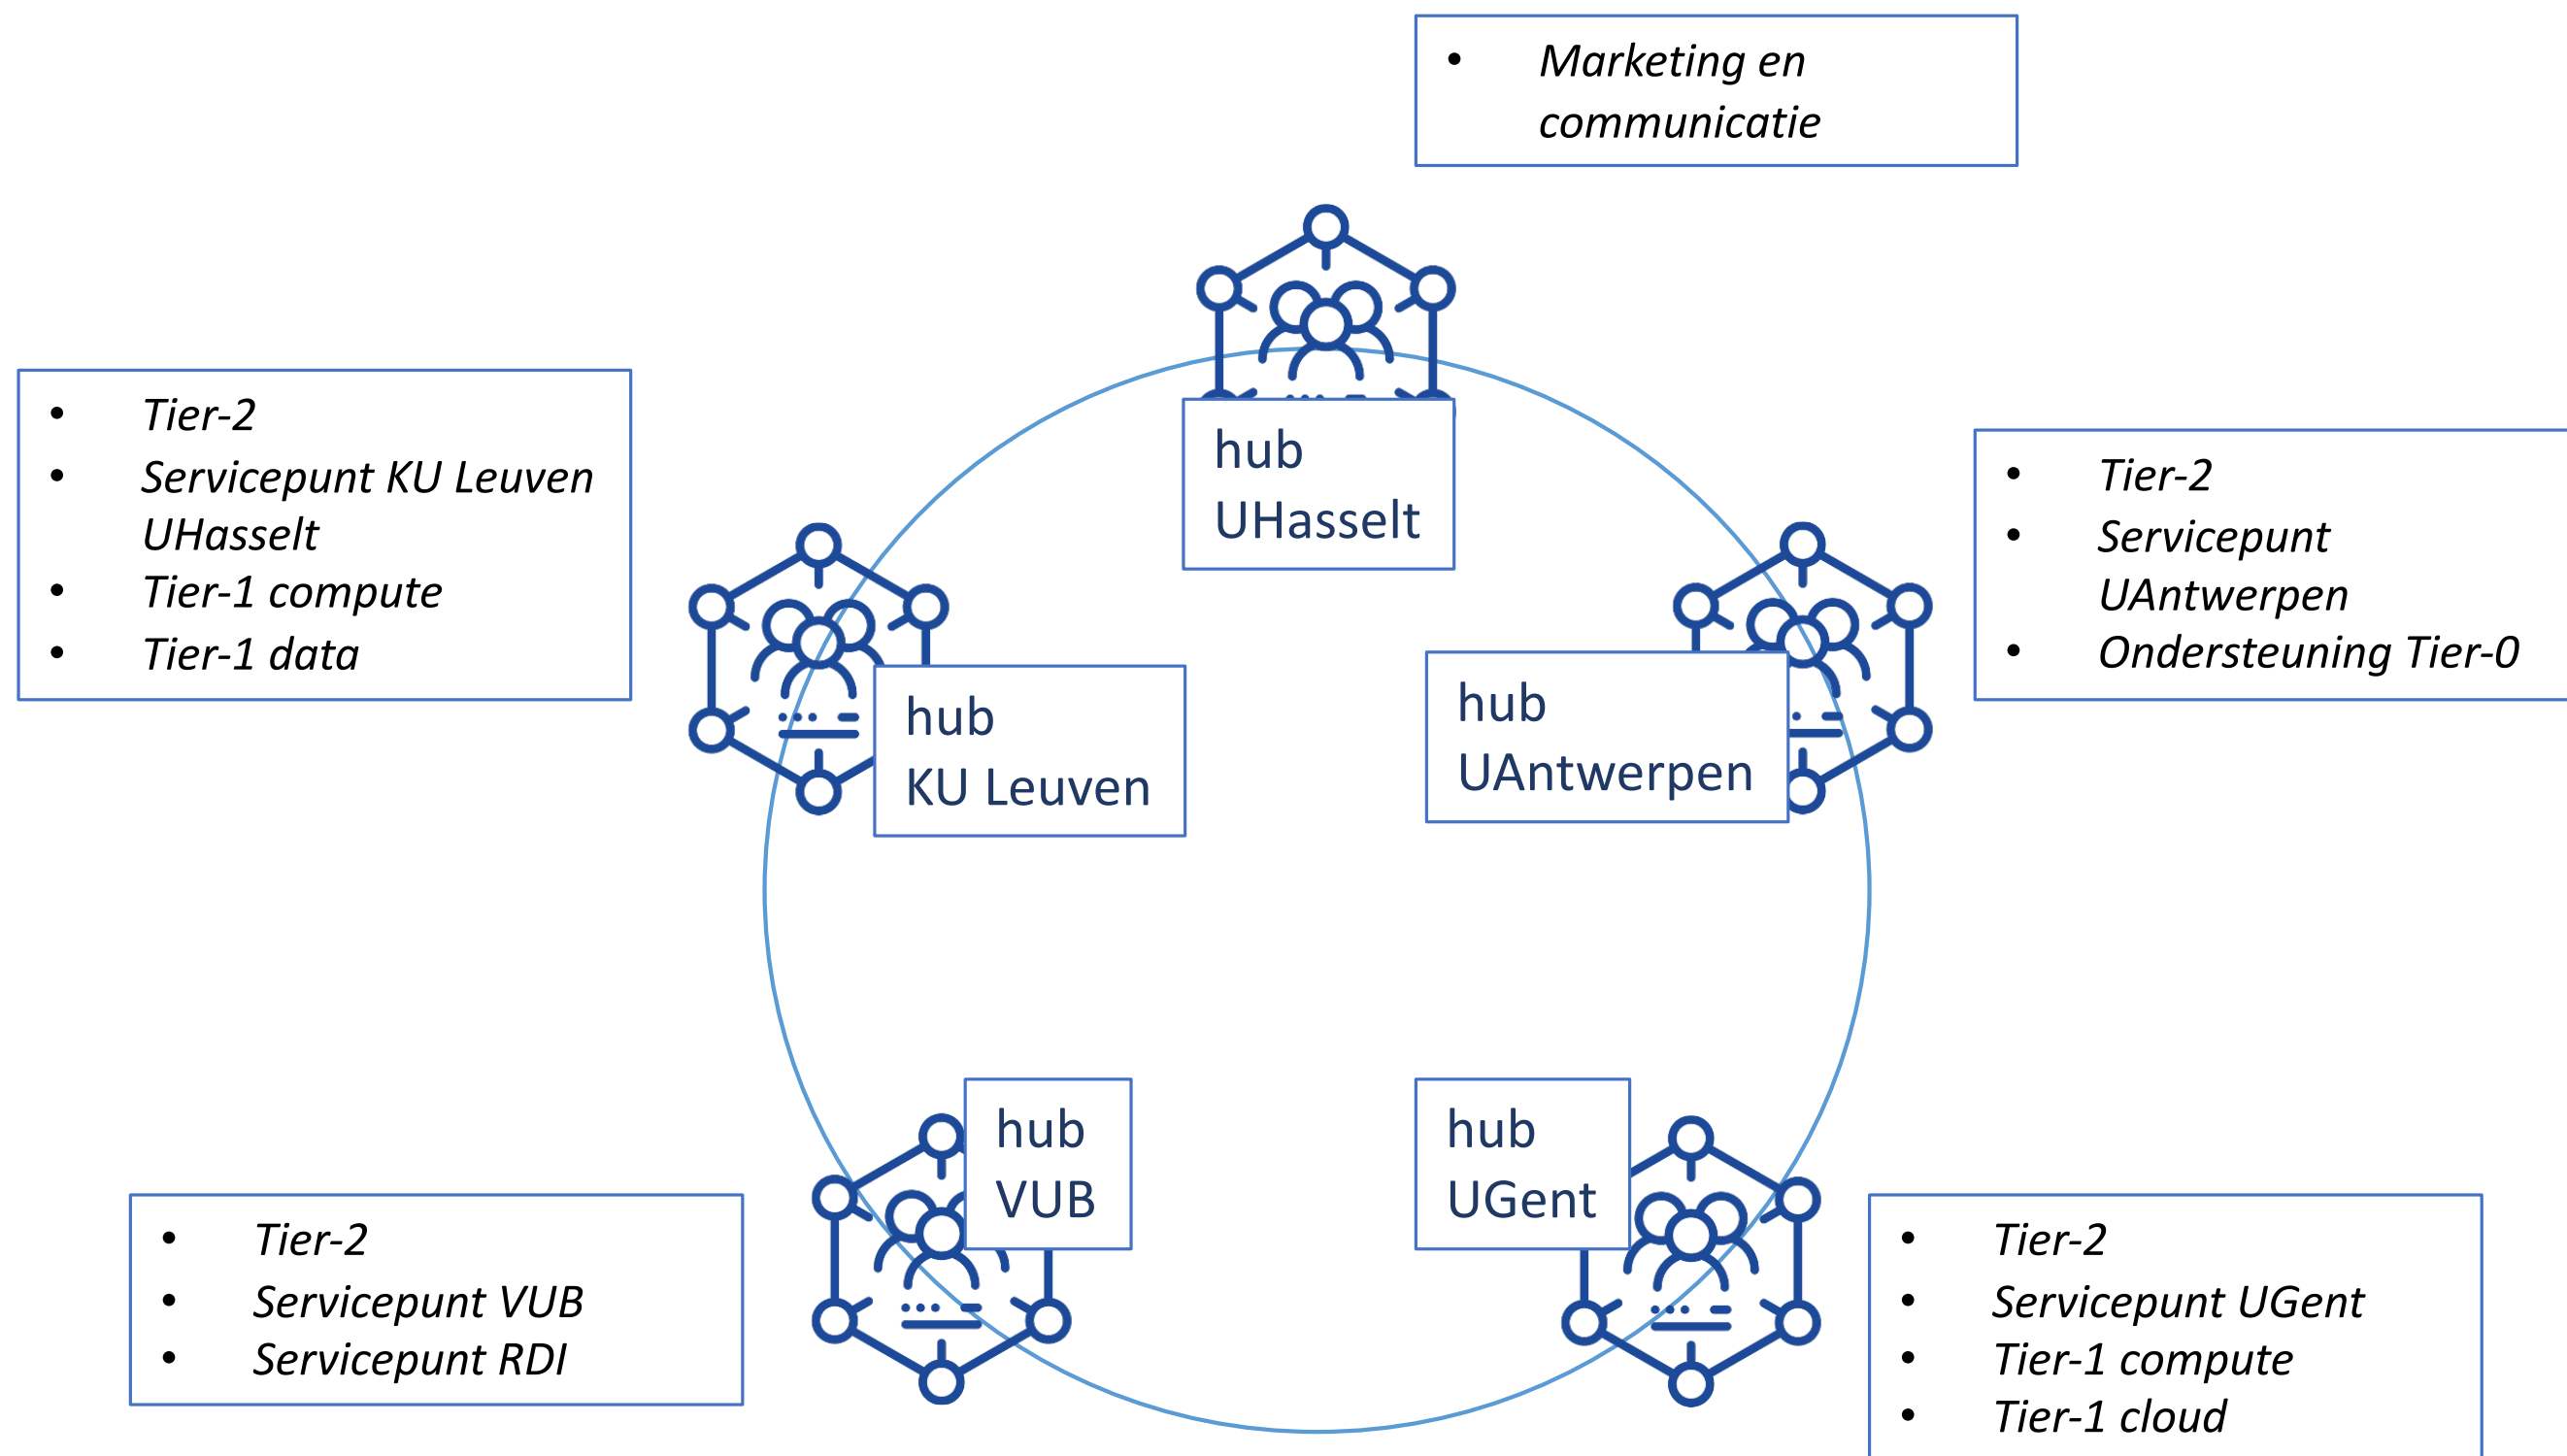 • Marketing en
communicatie
hub
UHasselt
• Tier-2
• Servicepunt KU Leuven
UHasselt
• Tier-1 compute
• Tier-1 data
hub
KU Leuven
hub
UAntwerpen
• Tier-2
• Servicepunt
UAntwerpen
• Ondersteuning Tier-0
hub
VUB
• Tier-2
• Servicepunt VUB
• Servicepunt RDI
hub
UGent
• Tier-2
• Servicepunt UGent
• Tier-1 compute
• Tier-1 cloud